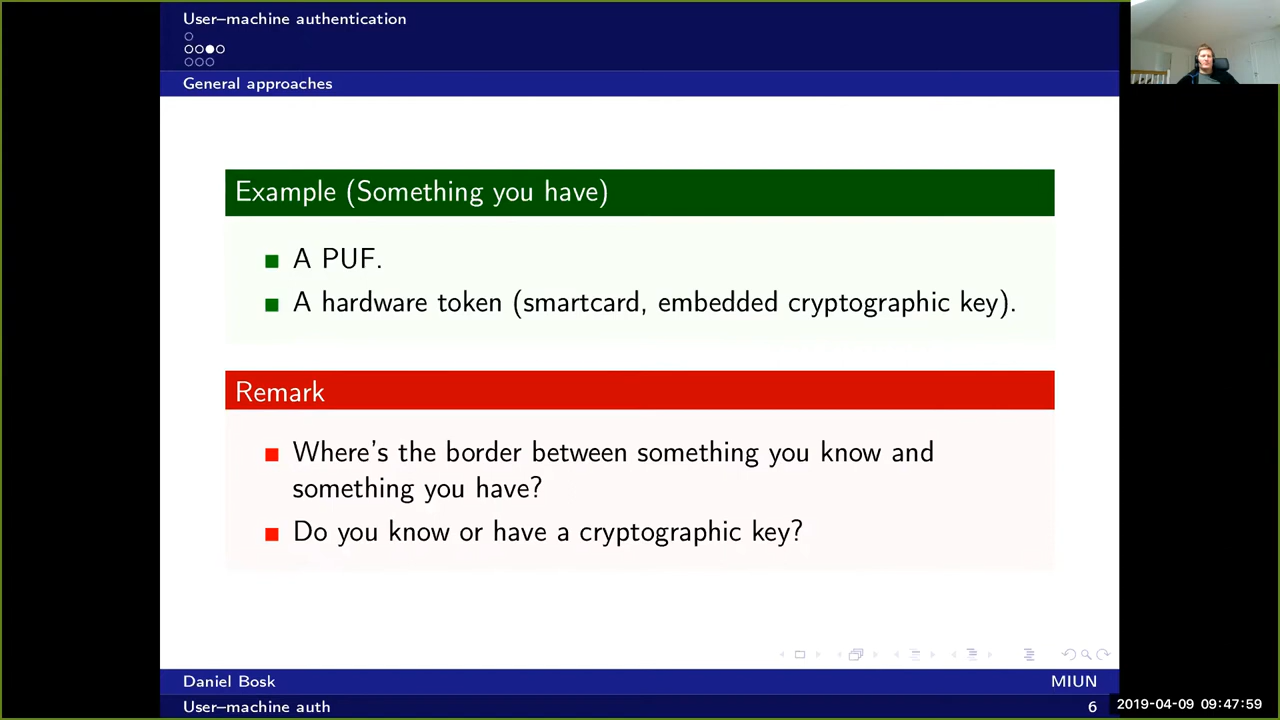 User–machine authentication
General approaches
Example (Something you have)
A PUF.
A hardware token (smartcard, embedded cryptographic key).
Remark
Where's the border between something you know and
something you have?
Do you know or have a cryptographic key?
Daniel Bosk
MIUN
User–machine auth
6
2019-04-09 09:47:59